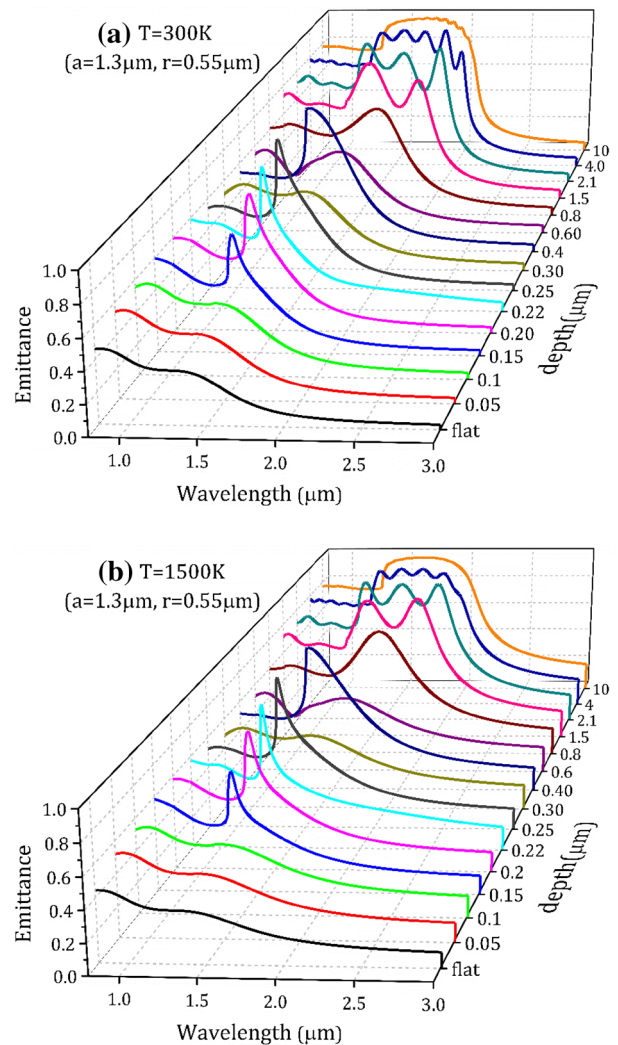 (a) T=300K
(a=1.3μm, r=0.55μm)
10
4.0
2.1
1.5
0.8
0.60
0.4
0.30
0.25
0.22
0.20
0.15
0.1
0.05
flat
depth(μm)
1.0
0.8
0.6
0.4
0.2
0.0
Emittance
1.0 1.5 2.0 2.5 3.0
Wavelength (μm)
(b) T=1500K
(a=1.3μm, r=0.55μm)
10
4
2.1
1.5
0.8
0.6
0.40
0.30
0.25
0.22
0.2
0.15
0.1
0.05
flat
depth(μm)
1.0
0.8
0.6
0.4
0.2
0.0
Emittance
1.0 1.5 2.0 2.5 3.0
Wavelength (μm)